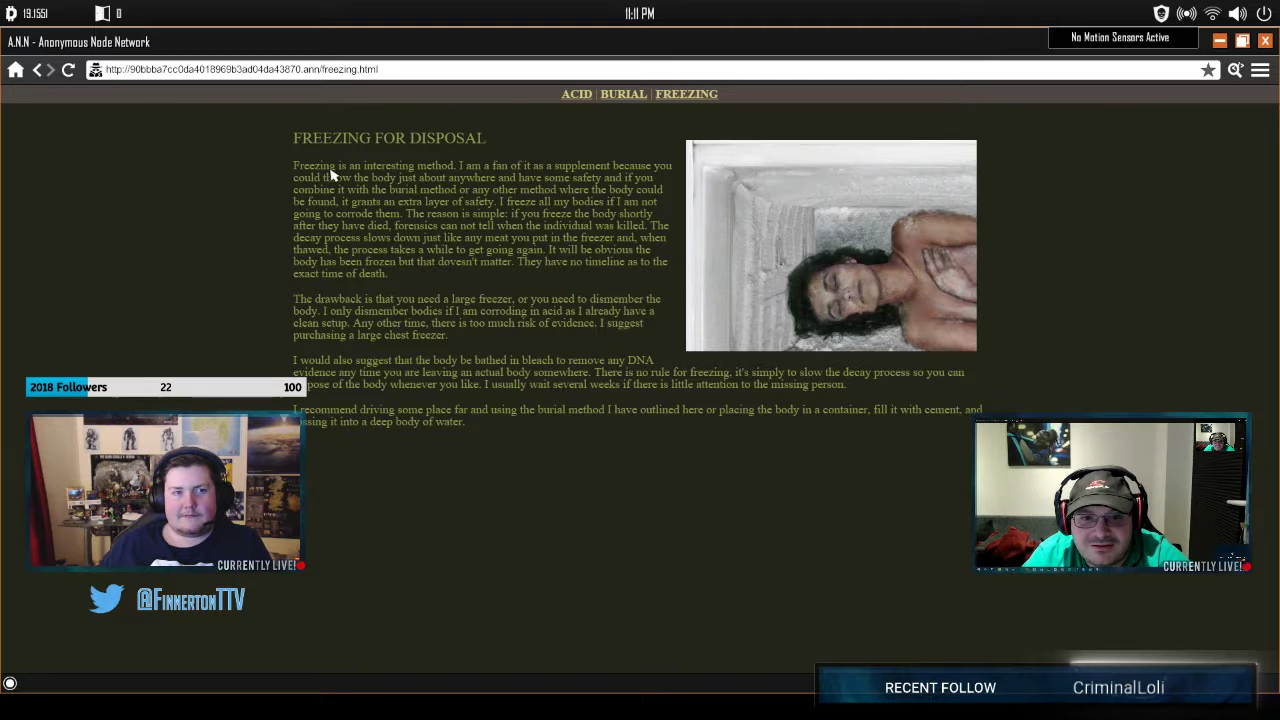 19.1551
0
11:11 PM
A.N.N - Anonymous Node Network
No Motion Sensors Active
http://90bbba7cc0da4018969b3ad04da43870.ann/freezing.html
ACID | BURIAL | FREEZING
FREEZING FOR DISPOSAL
Freezing is an interesting method. I am a fan of it as a supplement because you
could throw the body just about anywhere and have some safety and if you
combine it with the burial method or any other method where the body could
be found, it grants an extra layer of safety. I freeze all my bodies if I am not
going to corrode them. The reason is simple: if you freeze the body shortly
after they have died, forensics can not tell when the individual was killed. The
decay process slows down just like any meat you put in the freezer and, when
thawed, the process takes a while to get going again. It will be obvious the
body has been frozen but that dovesn't matter. They have no timeline as to the
exact time of death.
The drawback is that you need a large freezer, or you need to dismember the
body. I only dismember bodies if I am corroding in acid as I already have a
clean setup. Any other time, there is too much risk of evidence. I suggest
purchasing a large chest freezer.
I would also suggest that the body be bathed in bleach to remove any DNA
evidence any time you are leaving an actual body somewhere. There is no rule for freezing, it's simply to slow the decay process so you can
pose of the body whenever you like. I usually wait several weeks if there is little attention to the missing person.
I recommend driving some place far and using the burial method I have outlined here or placing the body in a container, fill it with cement, and
ossing it into a deep body of water.
2018 Followers 22 100
CURRENTLY LIVE!
CURRENTLY LIVE!
@FinnertonTTV
RECENT FOLLOW CriminalLoli